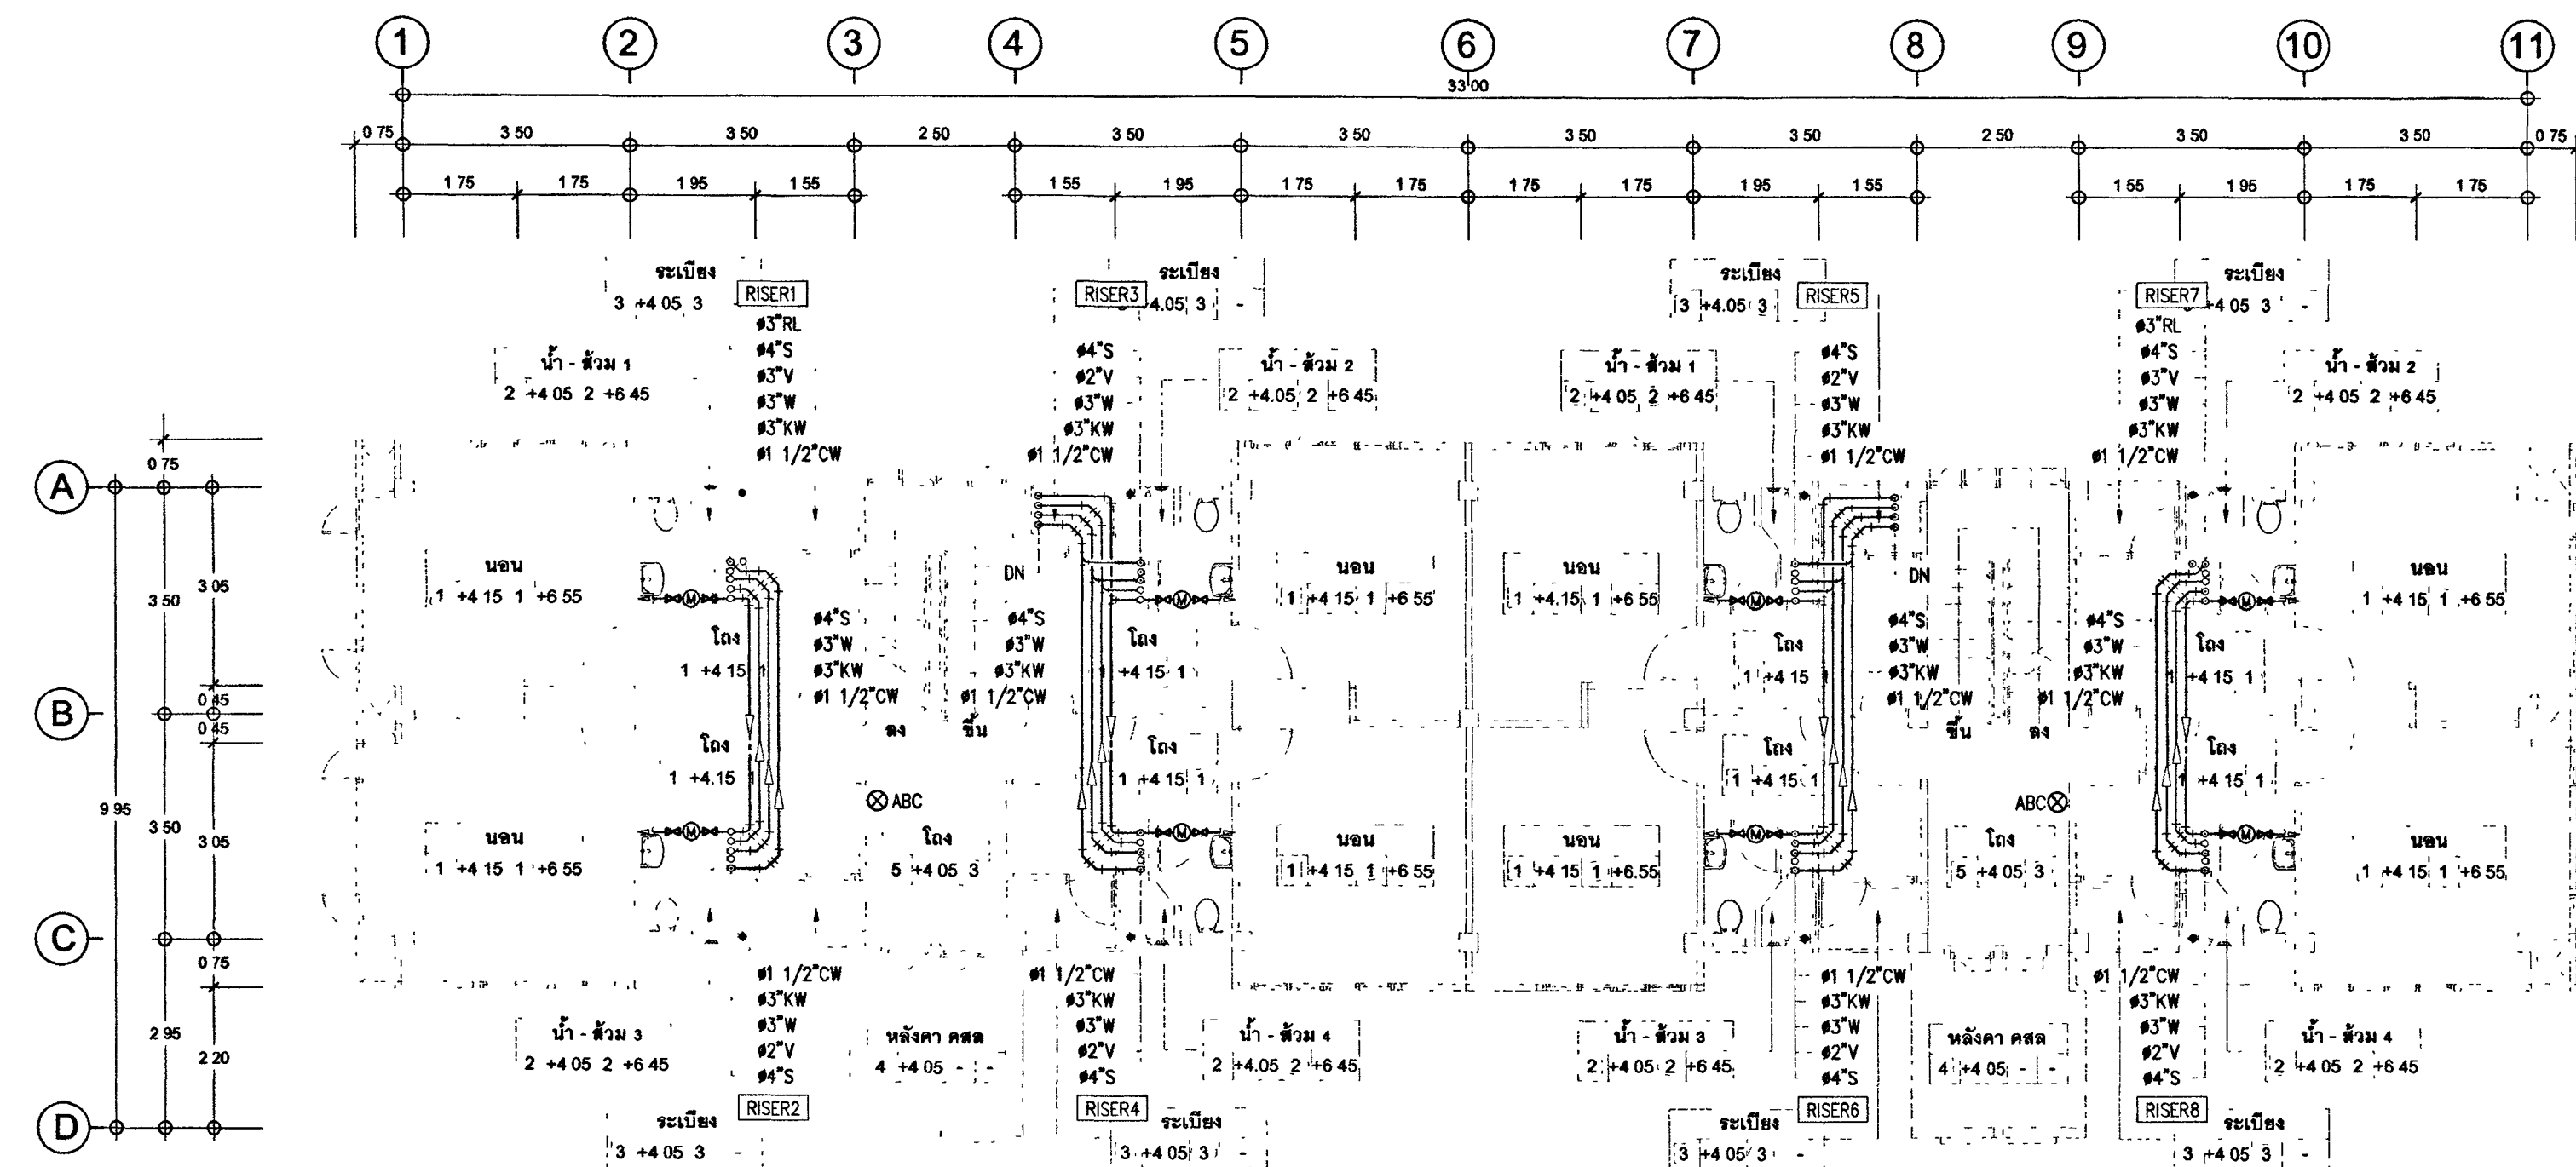 1 2 3 4 5 6 7 8 9 10 11
33 00
0 75 3 50 3 50 2 50 3 50 3 50 3 50 3 50 2 50 3 50 3 50 0 75
1 75 1 75 1 95 1 55 1 55 1 95 1 75 1 75 1 75 1 75 1 95 1 55 1 55 1 95 1 75 1 75
ระเบียง ระเบียง ระเบียง ระเบียง
RISER1 RISER3 RISER5 RISER7
3 +4 05 3 4.05 3 - 3 +4.05 3 +4 05 3 -
ø3"RL ø3"RL
ø4"S ø4"S ø4"S ø4"S
น้ำ - ส้วม 1 น้ำ - ส้วม 2 น้ำ - ส้วม 1 น้ำ - ส้วม 2
ø3"V ø2"V ø2"V ø3"V
2 +4 05 2 +6 45 2 +4.05 2 +6 45 2 +4 05 2 +6 45 2 +4 05 2 +6 45
ø3"W ø3"W ø3"W ø3"W
ø3"KW ø3"KW ø3"KW ø3"KW
ø1 1/2"CW ø1 1/2"CW ø1 1/2"CW ø1 1/2"CW
0 75
A
นอน นอน นอน นอน
DN DN
3 50 3 05
1 +4 15 1 +6 55 1 +4 15 1 +6 55 1 +4.15 1 +6 55 1 +4 15 1 +6 55
M M M M
ø4"S ø4"S ø4"S ø4"S
โถง โถง โถง โถง
ø3"W ø3"W ø3"W ø3"W
1 +4 15 1 +4 15 1 1 +4 15 1 +4 15 1
ø3"KW ø3"KW ø3"KW ø3"KW
ø1 1/2"CW ø1 1/2"CW ø1 1/2"CW ø1 1/2"CW
0 45
B
0 45
ลง ขึ้น ขึ้น ลง
โถง โถง โถง โถง
1 +4.15 1 +4 15 1 1 +4 15 1 +4 15 1
9 95
ABC ABC
3 50 3 05
M M M M
นอน โถง นอน นอน โถง นอน
1 +4 15 1 +6 55 5 +4 05 3 1 +4 15 1 +6 55 1 +4 15 1 +6.55 5 +4 05 3 1 +4 15 1 +6 55
C
0 75
ø1 1/2"CW ø1 1/2"CW ø1 1/2"CW ø1 1/2"CW
ø3"KW ø3"KW ø3"KW ø3"KW
ø3"W ø3"W ø3"W ø3"W
2 95
น้ำ - ส้วม 3 หลังคา คสล น้ำ - ส้วม 4 น้ำ - ส้วม 3 หลังคา คสล น้ำ - ส้วม 4
ø2"V ø2"V ø2"V ø2"V
2 20
2 +4 05 2 +6 45 4 +4 05 - - 2 +4.05 2 +6 45 2 +4 05 2 +6 45 4 +4 05 - - 2 +4 05 2 +6 45
ø4"S ø4"S ø4"S ø4"S
RISER2 RISER4 RISER6 RISER8
D
ระเบียง ระเบียง ระเบียง ระเบียง
3 +4 05 3 - 3 +4 05 3 - 3 +4 05 3 - 3 +4 05 3 -